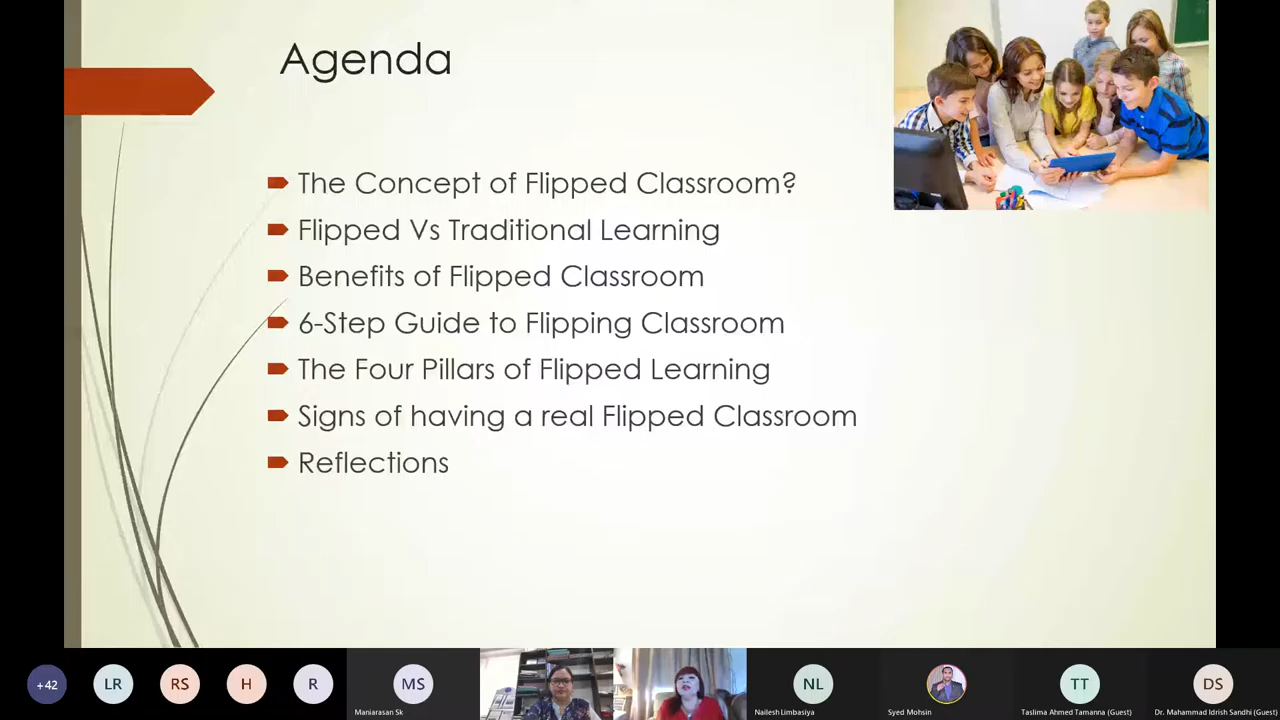 Agenda
The Concept of Flipped Classroom?
Flipped Vs Traditional Learning
Benefits of Flipped Classroom
6-Step Guide to Flipping Classroom
The Four Pillars of Flipped Learning
Signs of having a real Flipped Classroom
Reflections
+42
LR
RS
H
R
MS
NL
TT
DS
Maniarasan Sk
Nailesh Limbasiya
Syed Mohsin
Taslima Ahmed Tamanna (Guest)
Dr. Mahammad Idrish Sandhi (Guest)